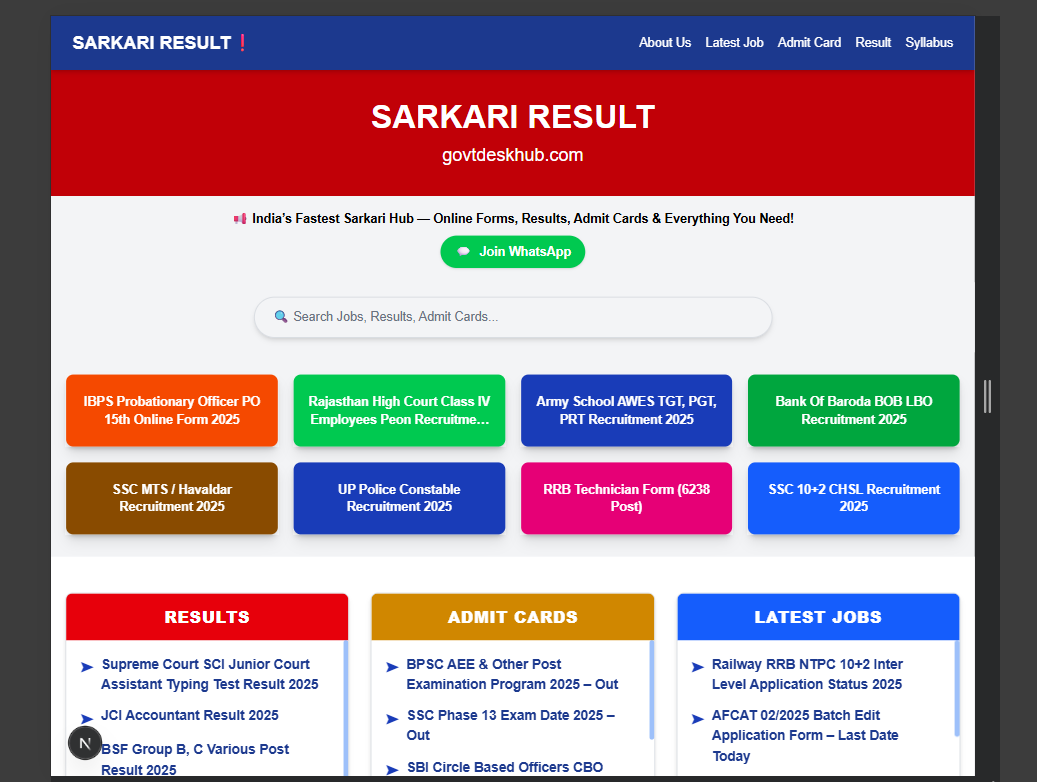 SARKARI RESULT❗
About Us Latest Job Admit Card Result Syllabus
SARKARI RESULT
govtdeskhub.com
📢 India’s Fastest Sarkari Hub — Online Forms, Results, Admit Cards & Everything You Need!
💬 Join WhatsApp
🔍 Search Jobs, Results, Admit Cards...
IBPS Probationary Officer PO
15th Online Form 2025
Rajasthan High Court Class IV
Employees Peon Recruitme…
Army School AWES TGT, PGT,
PRT Recruitment 2025
Bank Of Baroda BOB LBO
Recruitment 2025
SSC MTS / Havaldar
Recruitment 2025
UP Police Constable
Recruitment 2025
RRB Technician Form (6238
Post)
SSC 10+2 CHSL Recruitment
2025
RESULTS
➤ Supreme Court SCI Junior Court
Assistant Typing Test Result 2025
➤ JCI Accountant Result 2025
BSF Group B, C Various Post
Result 2025
N
ADMIT CARDS
➤ BPSC AEE & Other Post
Examination Program 2025 – Out
➤ SSC Phase 13 Exam Date 2025 –
Out
➤ SBI Circle Based Officers CBO
LATEST JOBS
➤ Railway RRB NTPC 10+2 Inter
Level Application Status 2025
➤ AFCAT 02/2025 Batch Edit
Application Form – Last Date
Today